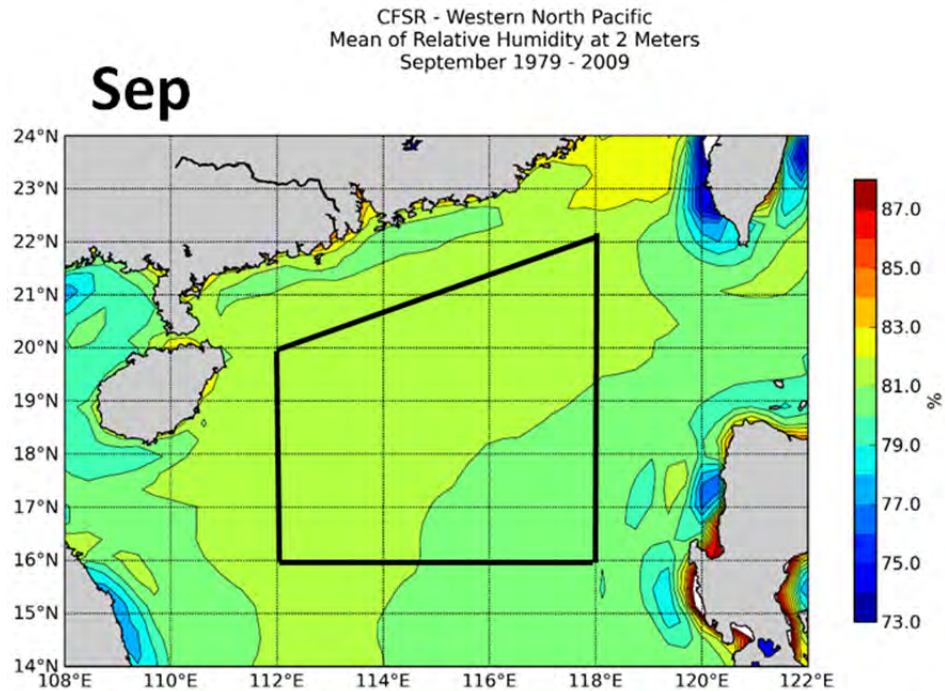 CFSR - Western North Pacific
Mean of Relative Humidity at 2 Meters
September 1979 - 2009
Sep
24°N
23°N
22°N
21°N
20°N
19°N
18°N
17°N
16°N
15°N
14°N
108°E 110°E 112°E 114°E 116°E 118°E 120°E 122°E
87.0
85.0
83.0
81.0
79.0
77.0
75.0
73.0
%